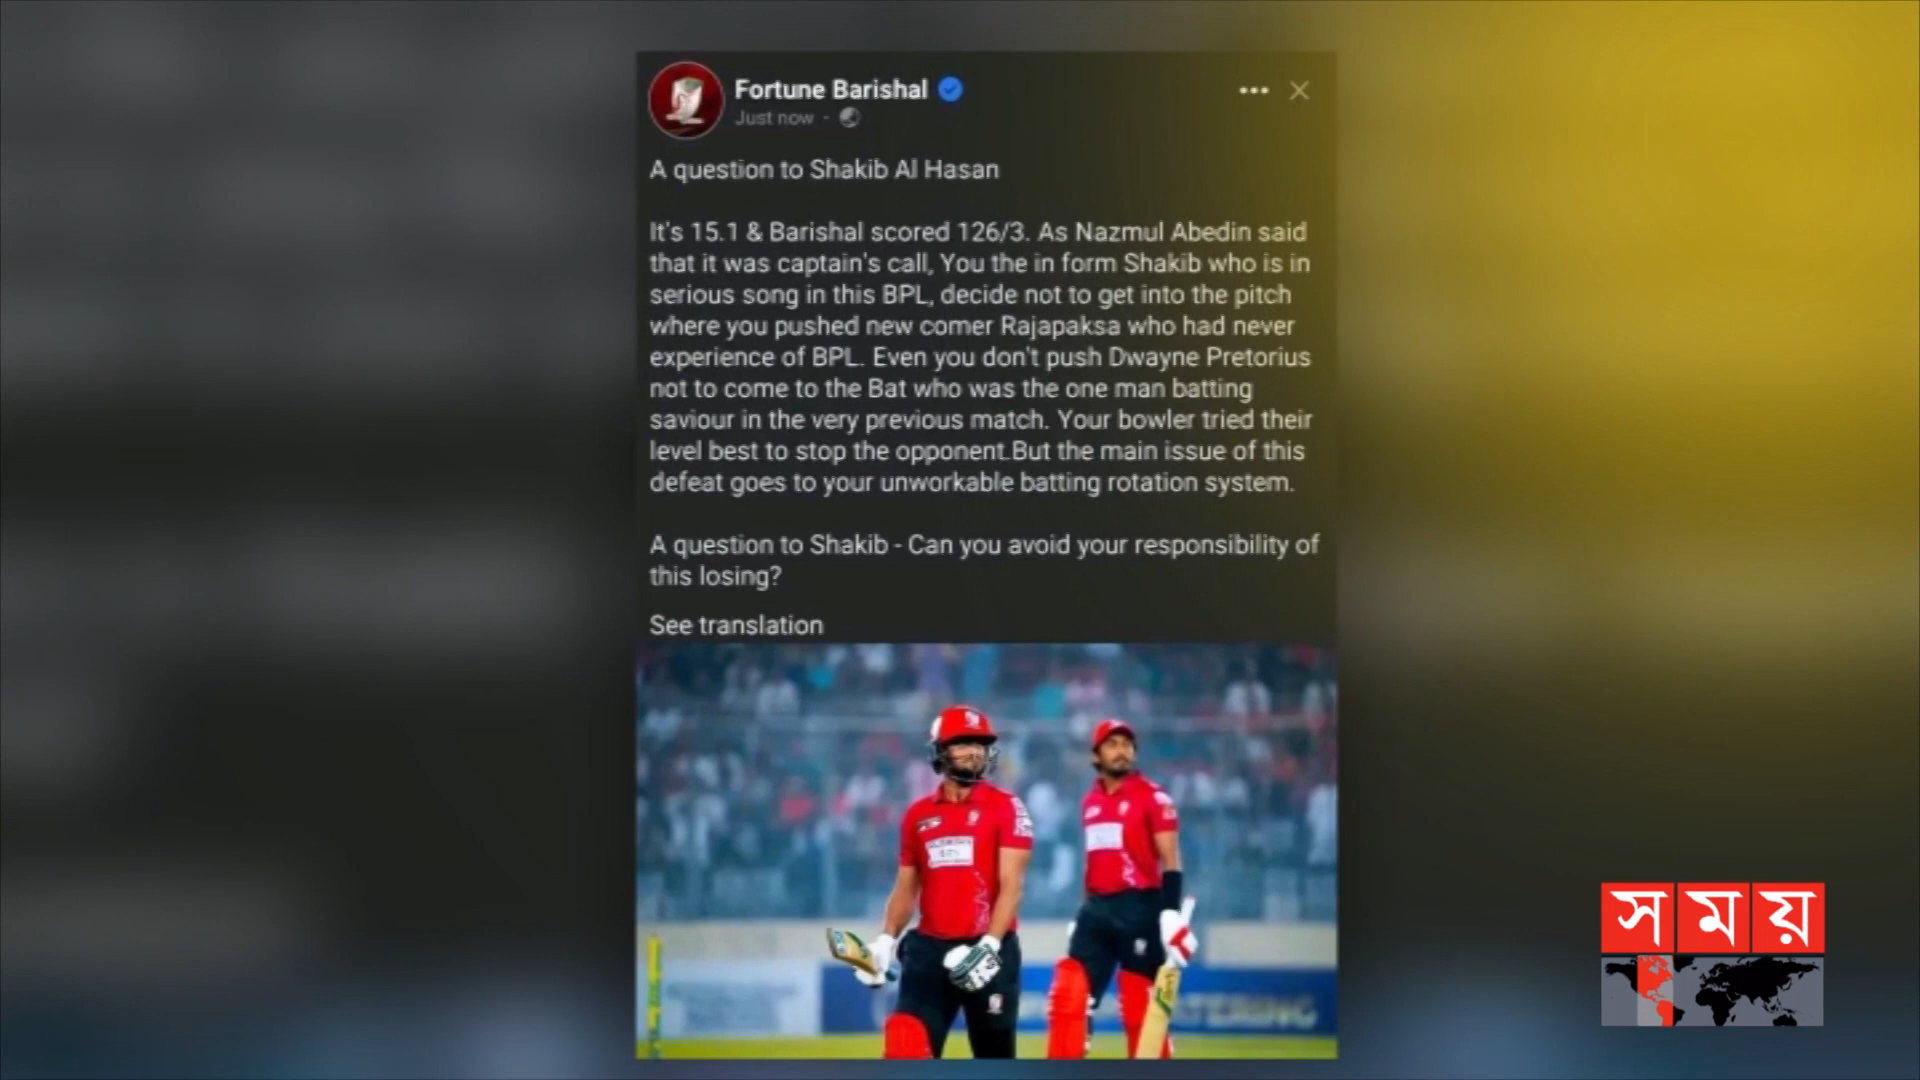 Fortune Barishal
Just now ·
A question to Shakib Al Hasan
It's 15.1 & Barishal scored 126/3. As Nazmul Abedin said
that it was captain's call, You the in form Shakib who is in
serious song in this BPL, decide not to get into the pitch
where you pushed new comer Rajapaksa who had never
experience of BPL. Even you don't push Dwayne Pretorius
not to come to the Bat who was the one man batting
saviour in the very previous match. Your bowler tried their
level best to stop the opponent.But the main issue of this
defeat goes to your unworkable batting rotation system.
A question to Shakib - Can you avoid your responsibility of
this losing?
See translation
ATERING
সময়